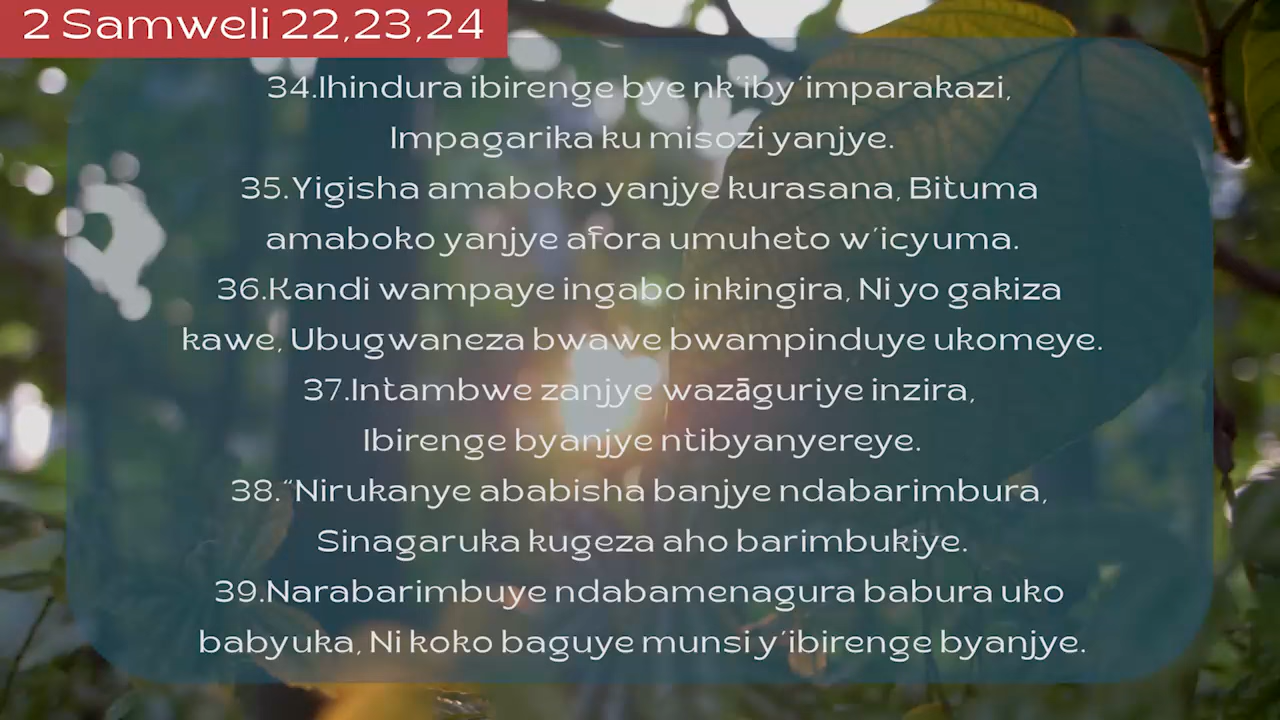 2 Samweli 22,23,24
34.Ihindura ibirenge bye nk'iby'imparakazi,
Impagarika ku misozi yanjye.
35.Yigisha amaboko yanjye kurasana, Bituma
amaboko yanjye afora umuheto w'icyuma.
36.Kandi wampaye ingabo inkingira, Ni yo gakiza
kawe, Ubugwaneza bwawe bwampinduye ukomeye.
37.Intambwe zanjye wazāguriye inzira,
Ibirenge byanjye ntibyanyereye.
38.“Nirukanye ababisha banjye ndabarimbura,
Sinagaruka kugeza aho barimbukiye.
39.Narabarimbuye ndabamenagura babura uko
babyuka, Ni koko baguye munsi y'ibirenge byanjye.